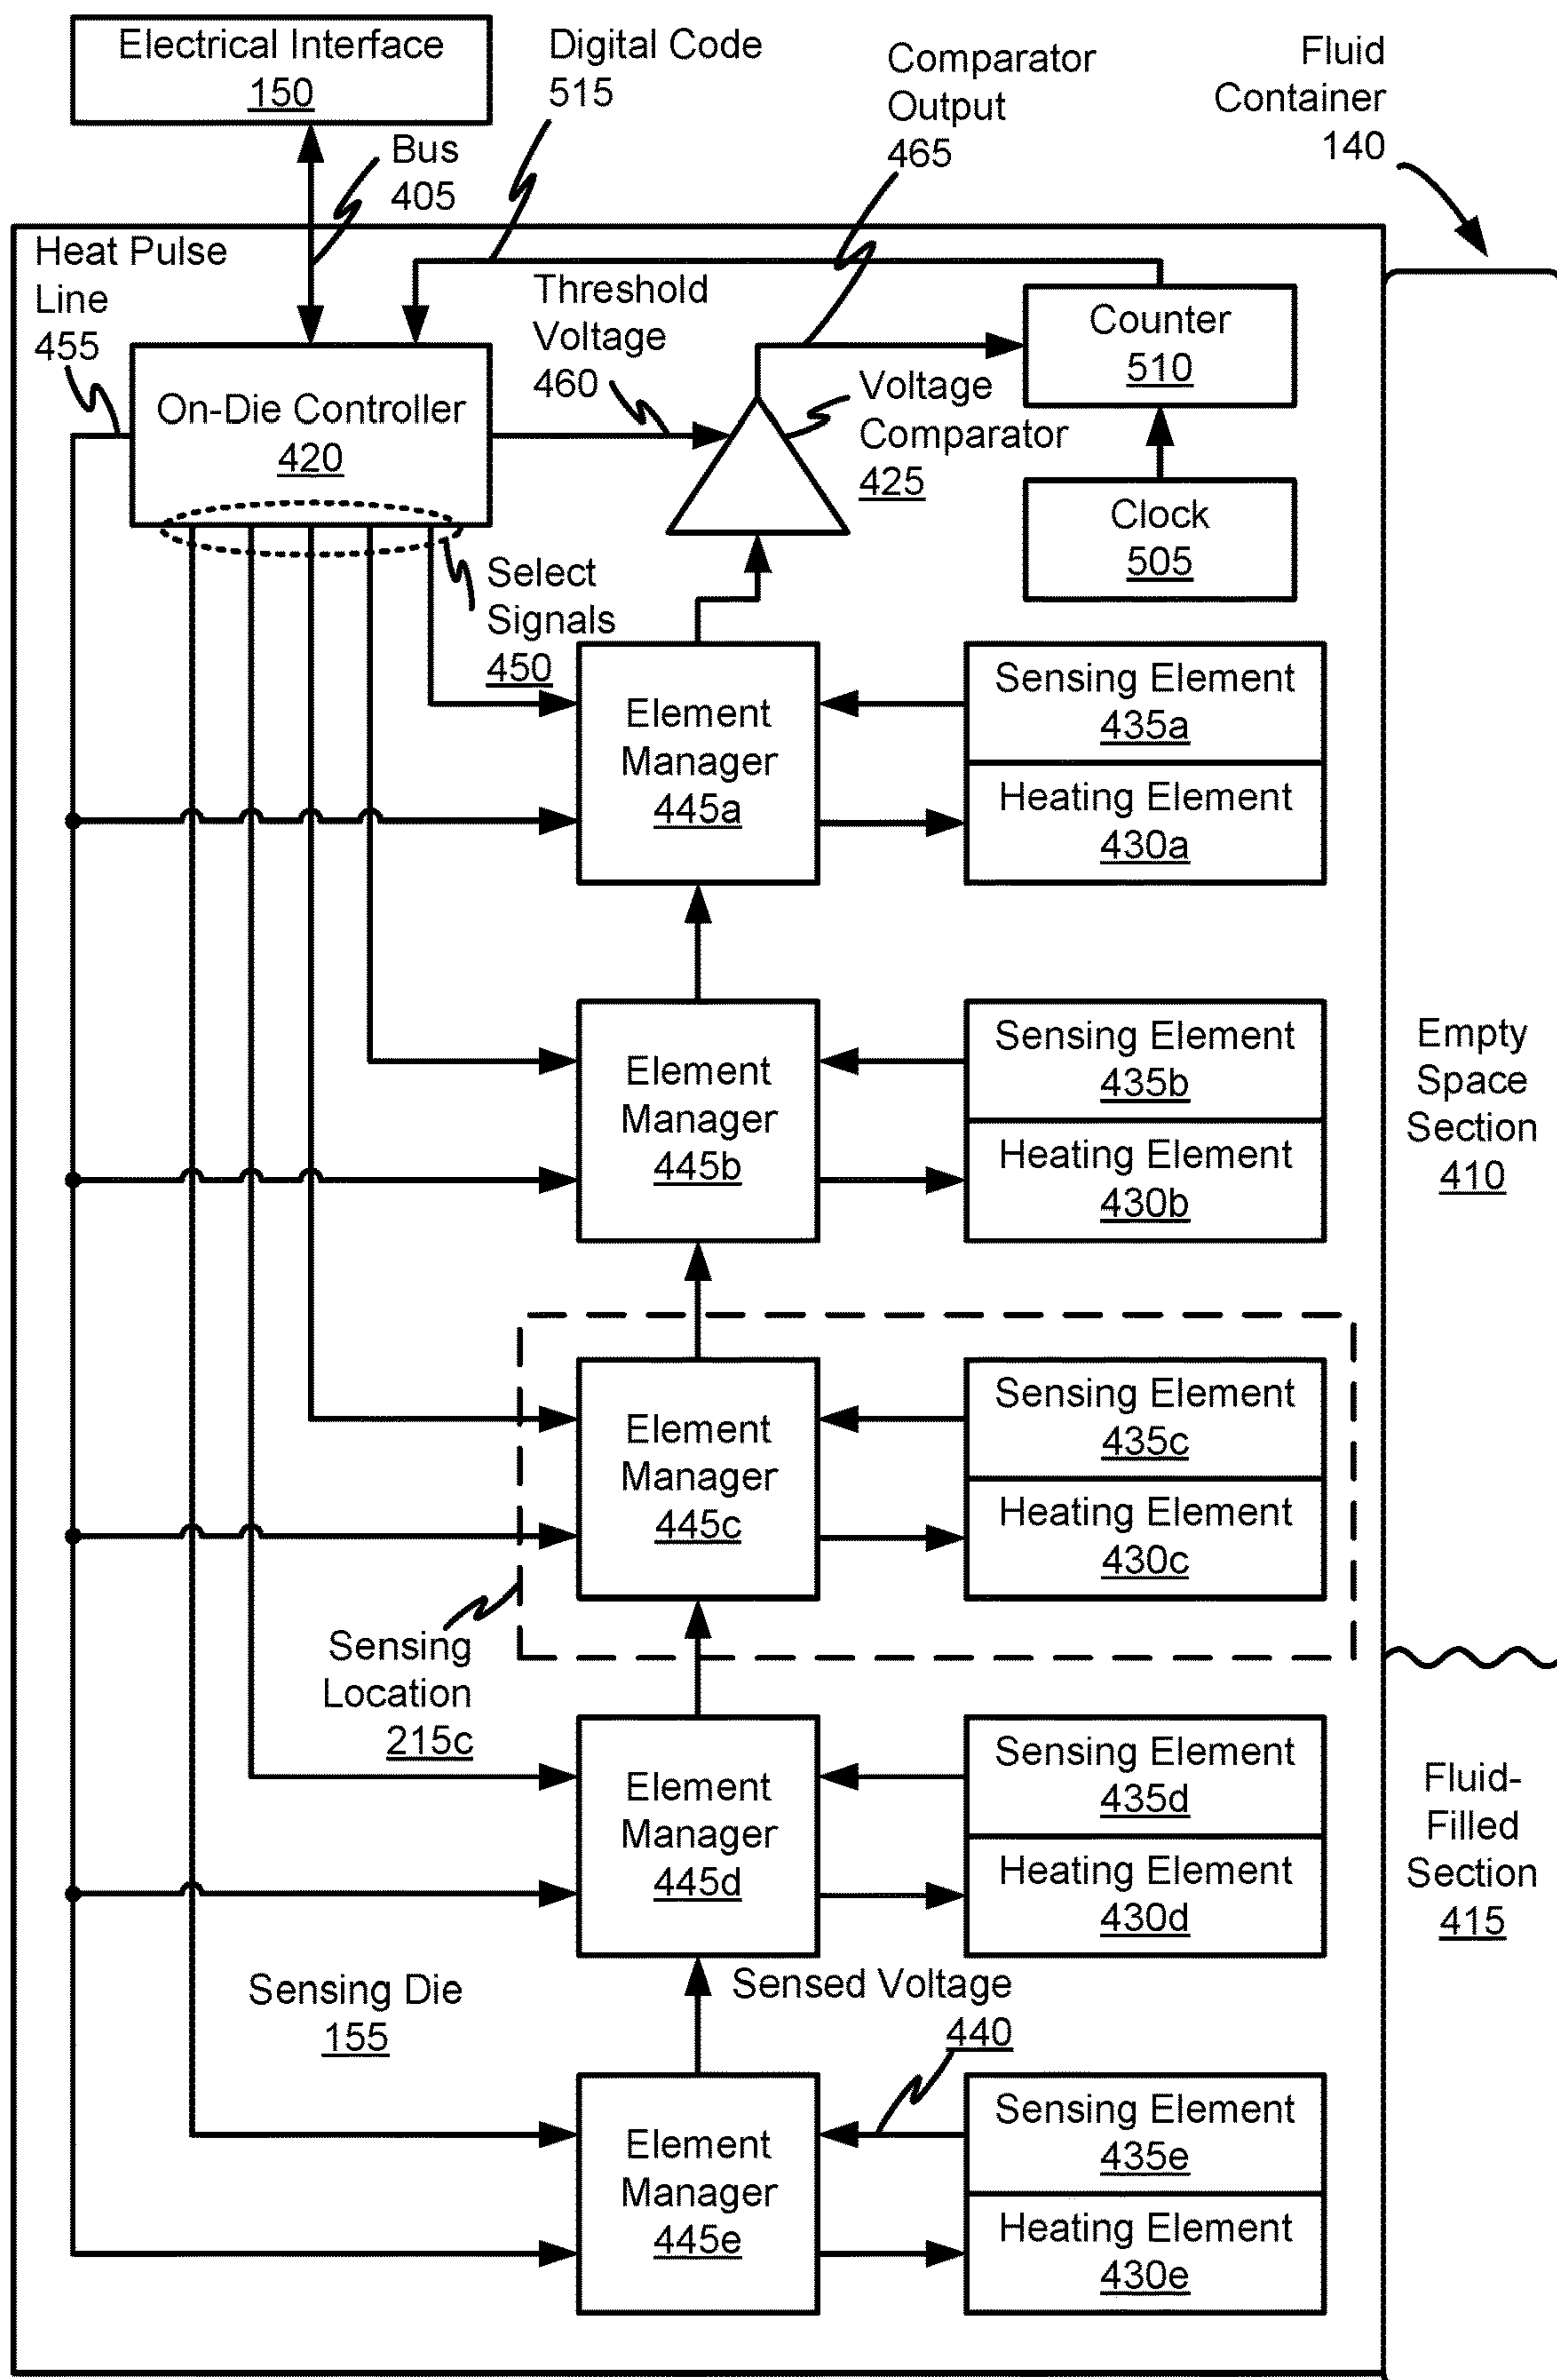 Electrical Interface
150
Digital Code
515
Comparator
Output
465
Fluid
Container
140
Bus
405
Heat Pulse
Line
455
Threshold
Voltage
460
Counter
510
On-Die Controller
420
Voltage
Comparator
425
Clock
505
Select
Signals
450
Element
Manager
445a
Sensing Element
435a
Heating Element
430a
Element
Manager
445b
Sensing Element
435b
Heating Element
430b
Empty
Space
Section
410
Element
Manager
445c
Sensing Element
435c
Heating Element
430c
Sensing
Location
215c
Element
Manager
445d
Sensing Element
435d
Heating Element
430d
Fluid-
Filled
Section
415
Sensing Die
155
Sensed Voltage
440
Element
Manager
445e
Sensing Element
435e
Heating Element
430e